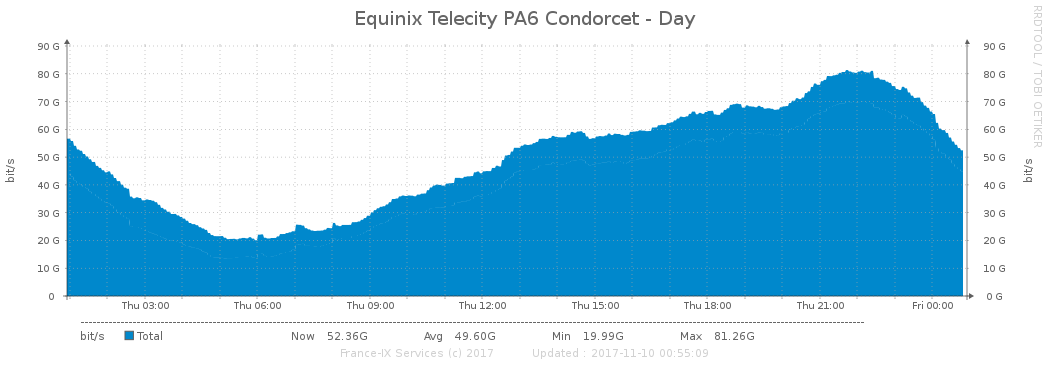 Equinix Telecity PA6 Condorcet - Day
RRDTOOL / TOBI OETIKER
bit/s
90 G 90 G
80 G 80 G
70 G 70 G
60 G 60 G
50 G 50 G
40 G 40 G
30 G 30 G
20 G 20 G
10 G 10 G
0 0 G
bit/s
Thu 03:00 Thu 06:00 Thu 09:00 Thu 12:00 Thu 15:00 Thu 18:00 Thu 21:00 Fri 00:00
bit/s Total Now 52.36G Avg 49.60G Min 19.99G Max 81.26G
France-IX Services (c) 2017 Updated : 2017-11-10 00:55:09